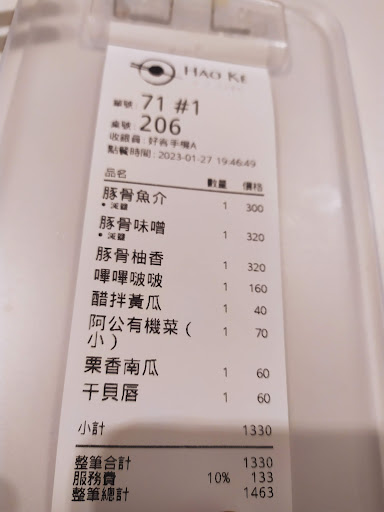 HAO KE
單號: 71 #1
桌號: 206
收銀員: 好客手機A
點餐時間: 2023-01-27 19:46:49
品名 數量 價格
豚骨魚介 1 300
• 減鹽
豚骨味噌 1 320
• 減鹽
豚骨柚香 1 320
嗶嗶啵啵 1 160
醋拌黃瓜 1 40
阿公有機菜( 1 70
小)
栗香南瓜 1 60
干貝唇 1 60
小計 1330
整筆合計 1330
服務費 10% 133
整筆總計 1463